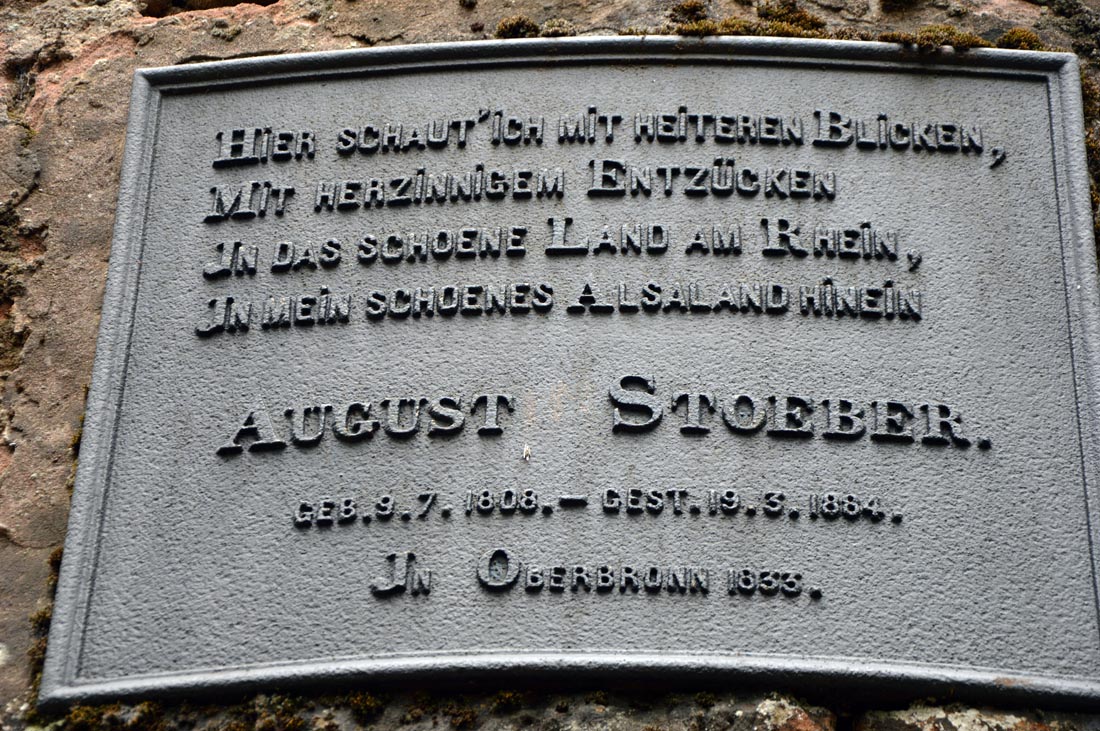 Hier schaut'ich mit heiteren Blicken,
Mit herzinnigem Entzücken
In das schoene Land am Rhein,
In mein schoenes Alsaland hinein
August Stoeber.
geb. 9. 7. 1808. – gest. 19. 3. 1884.
In Oberbronn 1833.